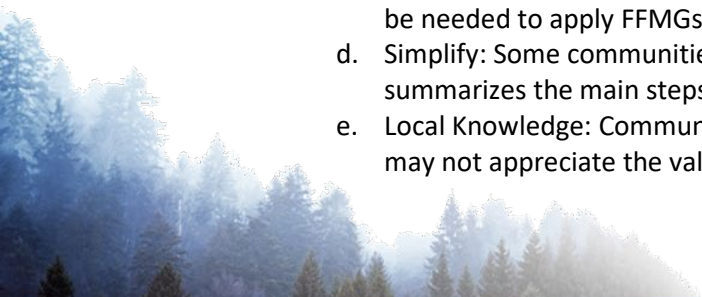 be needed to apply FFMGs
d. Simplify: Some communitie
summarizes the main steps
e. Local Knowledge: Commun
may not appreciate the val